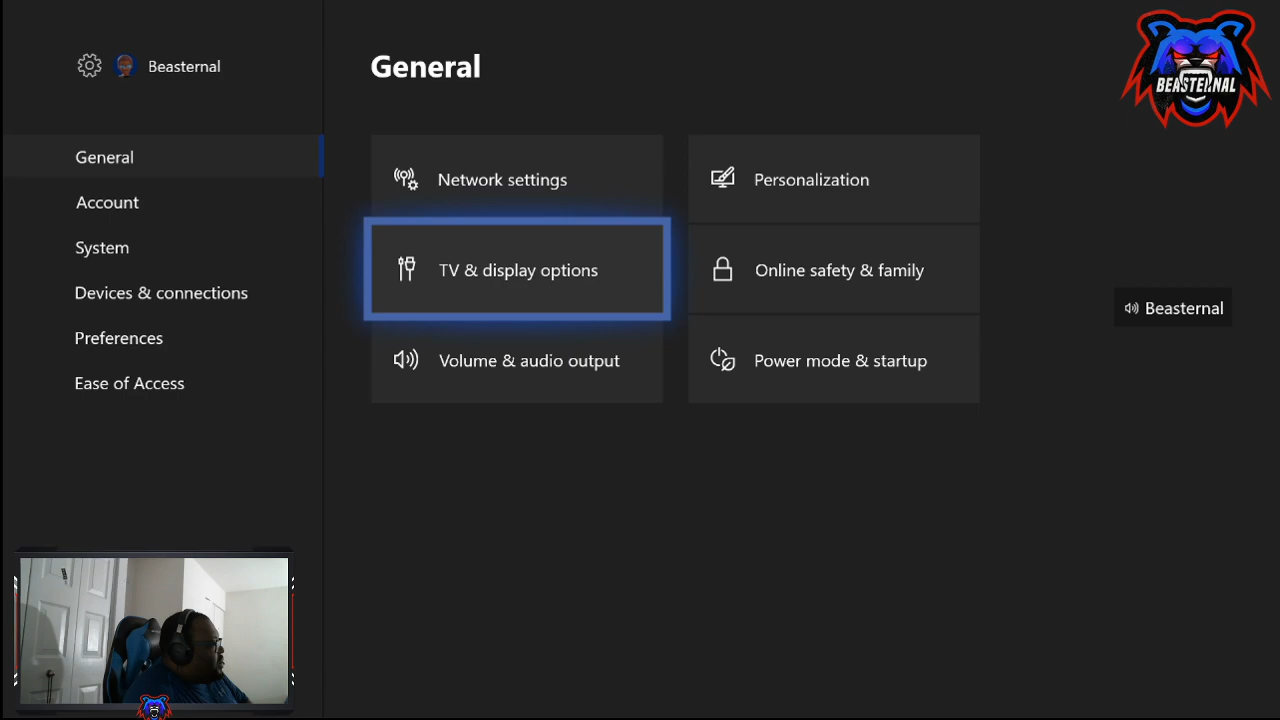 Beasternal
General
Account
System
Devices & connections
Preferences
Ease of Access
General
Network settings
Personalization
TV & display options
Online safety & family
Volume & audio output
Power mode & startup
BEASTERNAL
Beasternal